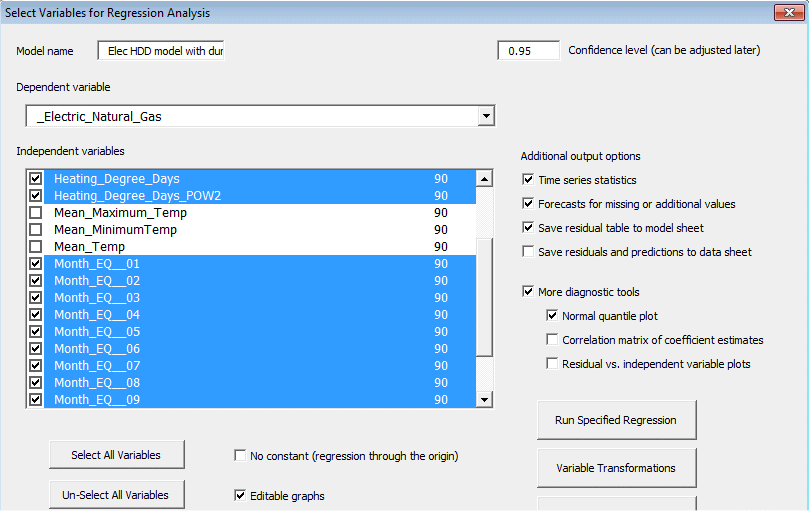 Select Variables for Regression Analysis
Model name
Elec HDD model with dur
0.95
Confidence level (can be adjusted later)
Dependent variable
_Electric_Natural_Gas
Independent variables
Heating_Degree_Days 90
Heating_Degree_Days_POW2 90
Mean_Maximum_Temp 90
Mean_MinimumTemp 90
Mean_Temp 90
Month_EQ__01 90
Month_EQ__02 90
Month_EQ__03 90
Month_EQ__04 90
Month_EQ__05 90
Month_EQ__06 90
Month_EQ__07 90
Month_EQ__08 90
Month_EQ__09 90
Additional output options
Time series statistics
Forecasts for missing or additional values
Save residual table to model sheet
Save residuals and predictions to data sheet
More diagnostic tools
Normal quantile plot
Correlation matrix of coefficient estimates
Residual vs. independent variable plots
Select All Variables
Un-Select All Variables
No constant (regression through the origin)
Editable graphs
Run Specified Regression
Variable Transformations